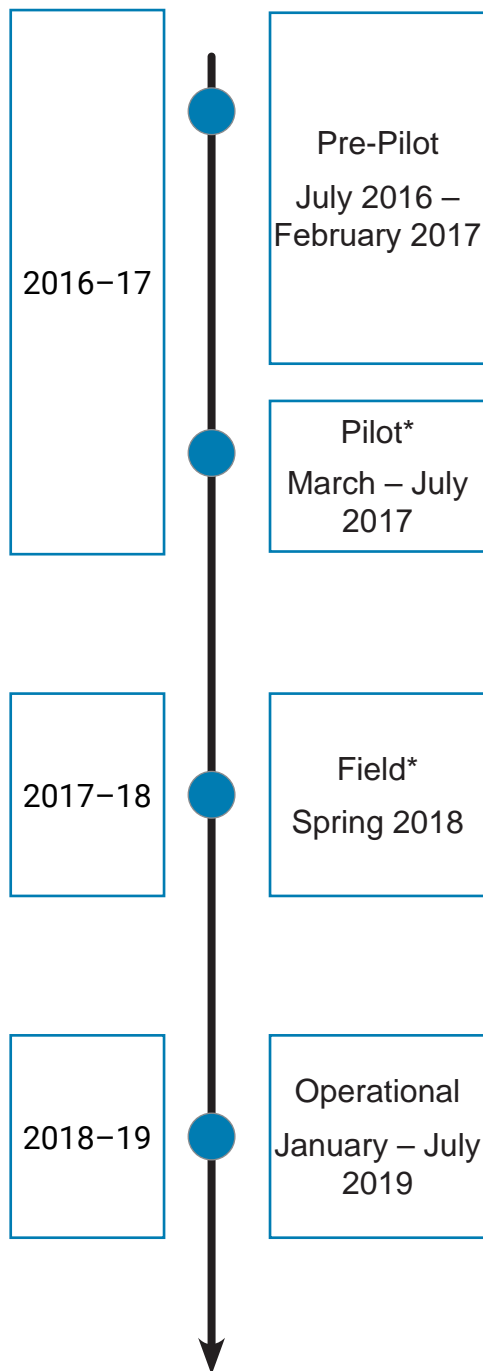 2016–17
Pre-Pilot
July 2016 –
February 2017
Pilot*
March – July
2017
2017–18
Field*
Spring 2018
2018–19
Operational
January – July
2019